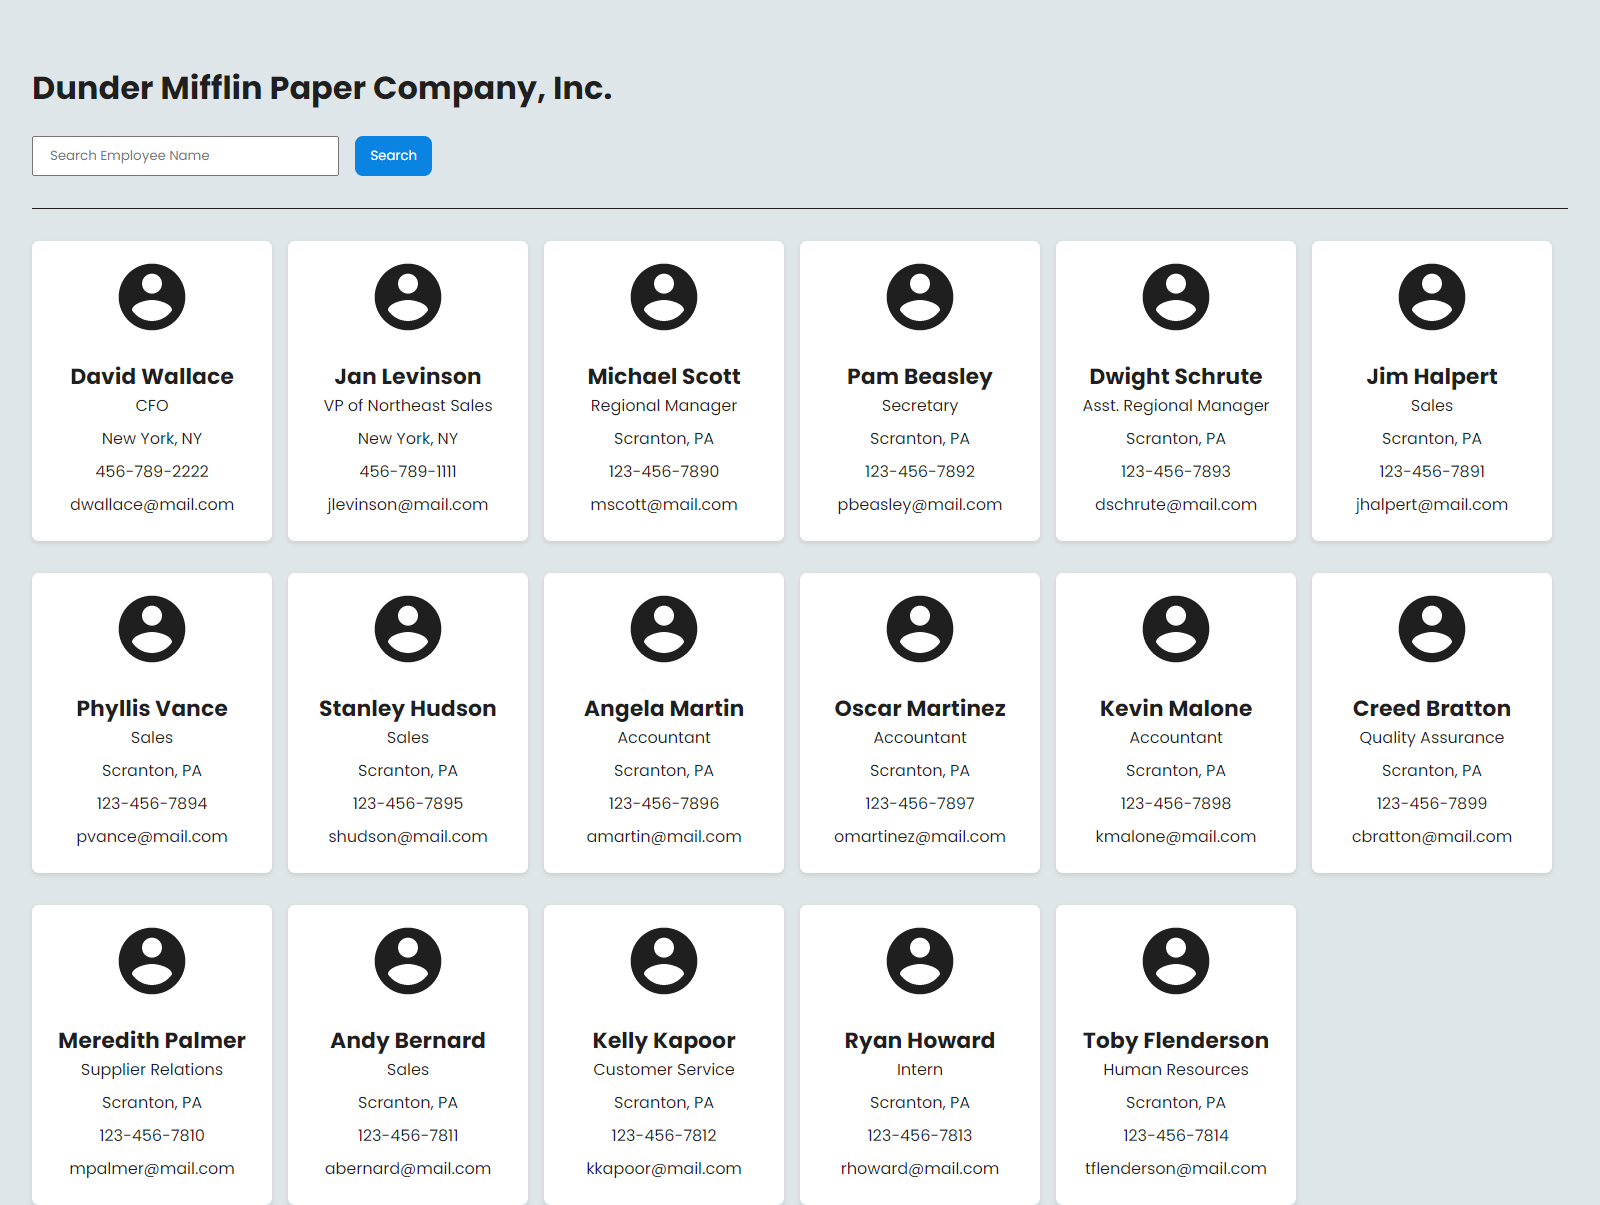 Dunder Mifflin Paper Company, Inc.
Search Employee Name
Search
David Wallace
CFO
New York, NY
456-789-2222
dwallace@mail.com
Jan Levinson
VP of Northeast Sales
New York, NY
456-789-1111
jlevinson@mail.com
Michael Scott
Regional Manager
Scranton, PA
123-456-7890
mscott@mail.com
Pam Beasley
Secretary
Scranton, PA
123-456-7892
pbeasley@mail.com
Dwight Schrute
Asst. Regional Manager
Scranton, PA
123-456-7893
dschrute@mail.com
Jim Halpert
Sales
Scranton, PA
123-456-7891
jhalpert@mail.com
Phyllis Vance
Sales
Scranton, PA
123-456-7894
pvance@mail.com
Stanley Hudson
Sales
Scranton, PA
123-456-7895
shudson@mail.com
Angela Martin
Accountant
Scranton, PA
123-456-7896
amartin@mail.com
Oscar Martinez
Accountant
Scranton, PA
123-456-7897
omartinez@mail.com
Kevin Malone
Accountant
Scranton, PA
123-456-7898
kmalone@mail.com
Creed Bratton
Quality Assurance
Scranton, PA
123-456-7899
cbratton@mail.com
Meredith Palmer
Supplier Relations
Scranton, PA
123-456-7810
mpalmer@mail.com
Andy Bernard
Sales
Scranton, PA
123-456-7811
abernard@mail.com
Kelly Kapoor
Customer Service
Scranton, PA
123-456-7812
kkapoor@mail.com
Ryan Howard
Intern
Scranton, PA
123-456-7813
rhoward@mail.com
Toby Flenderson
Human Resources
Scranton, PA
123-456-7814
tflenderson@mail.com